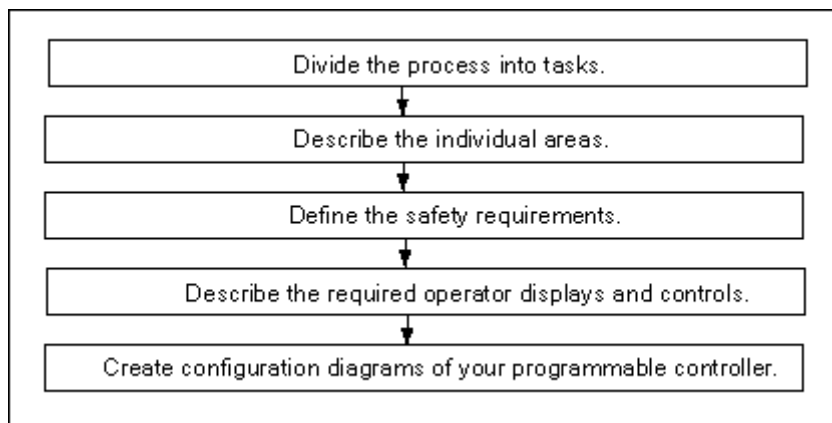 Divide the process into tasks.
Describe the individual areas.
Define the safety requirements.
Describe the required operator displays and controls.
Create configuration diagrams of your programmable controller.